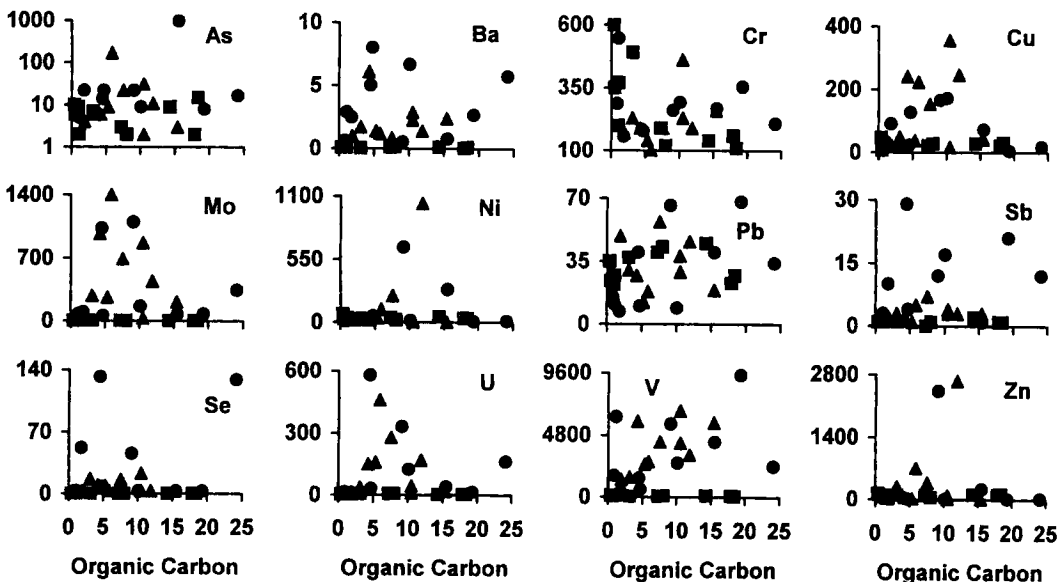 1000 As
100
10
1
10 Ba
5
0
600 Cr
350
100
400 Cu
200
0
1400 Mo
700
0
1100 Ni
550
0
70
35 Pb
0
30 Sb
15
0
140
70 Se
0
0 5 10 15 20 25
Organic Carbon
600 U
300
0
0 5 10 15 20 25
Organic Carbon
9600 V
4800
0
0 5 10 15 20 25
Organic Carbon
2800 Zn
1400
0
0 5 10 15 20 25
Organic Carbon